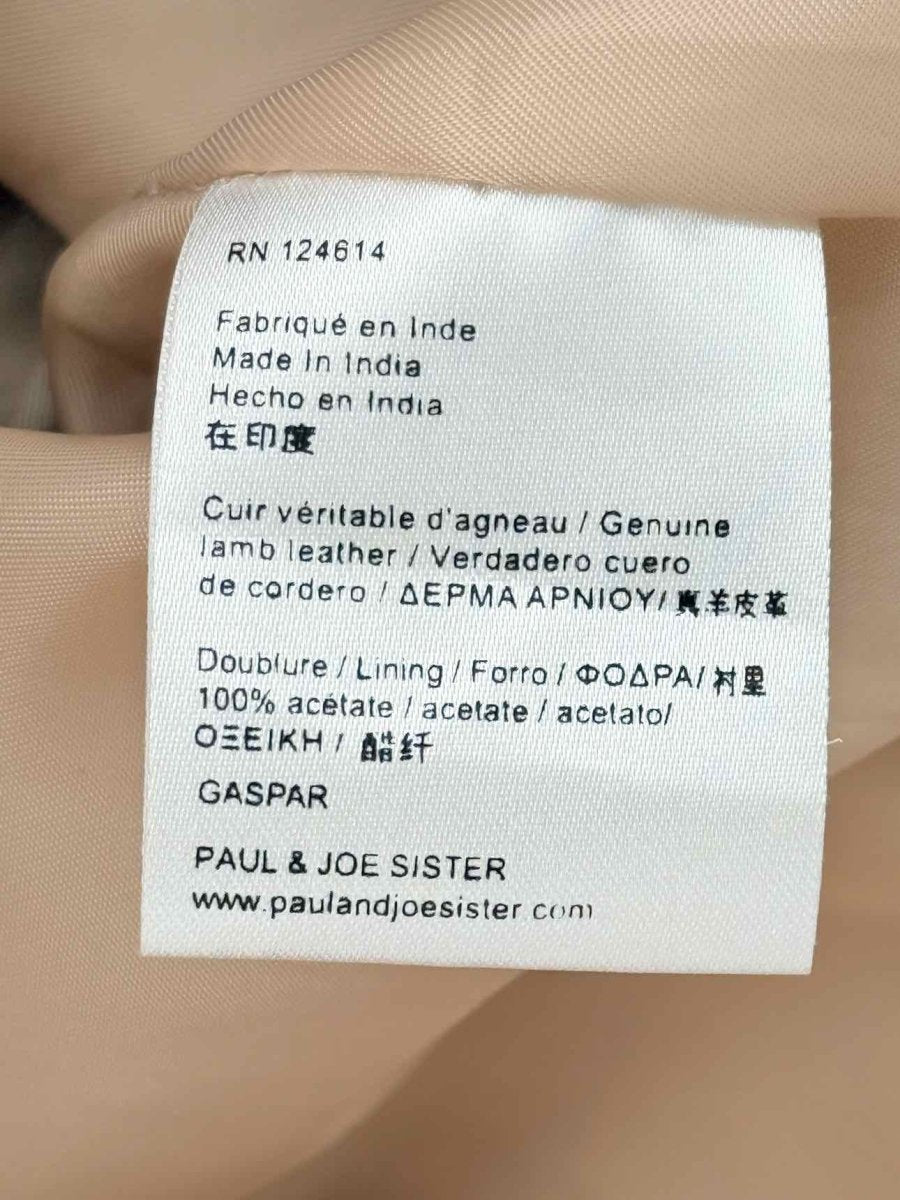 RN 124614
Fabriqué en Inde
Made In India
Hecho en India
在印度
Cuir véritable d'agneau / Genuine
lamb leather / Verdadero cuero
de cordero / ΔΕΡΜΑ ΑΡΝΙΟΥ/ 真羊皮革
Doublure / Lining / Forro / ΦΟΔΡΑ/ 衬里
100% acétate / acetate / acetato/
ΟΞΕΙΚΗ / 醋纤
GASPAR
PAUL & JOE SISTER
www.paulandjoesister.com